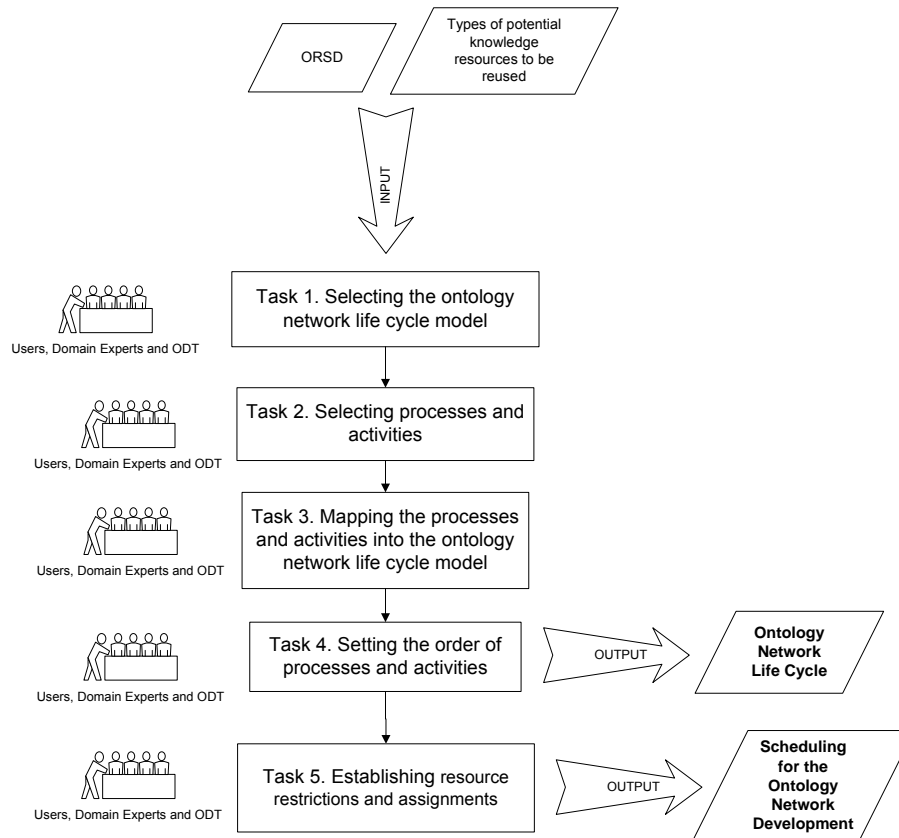 ORSD
Types of potential
knowledge
resources to be
reused
INPUT
Task 1. Selecting the ontology
network life cycle model
Users, Domain Experts and ODT
Task 2. Selecting processes and
activities
Users, Domain Experts and ODT
Task 3. Mapping the processes
and activities into the ontology
network life cycle model
Users, Domain Experts and ODT
Task 4. Setting the order of
processes and activities
OUTPUT
Ontology
Network
Life Cycle
Users, Domain Experts and ODT
Task 5. Establishing resource
restrictions and assignments
OUTPUT
Scheduling
for the
Ontology
Network
Development
Users, Domain Experts and ODT